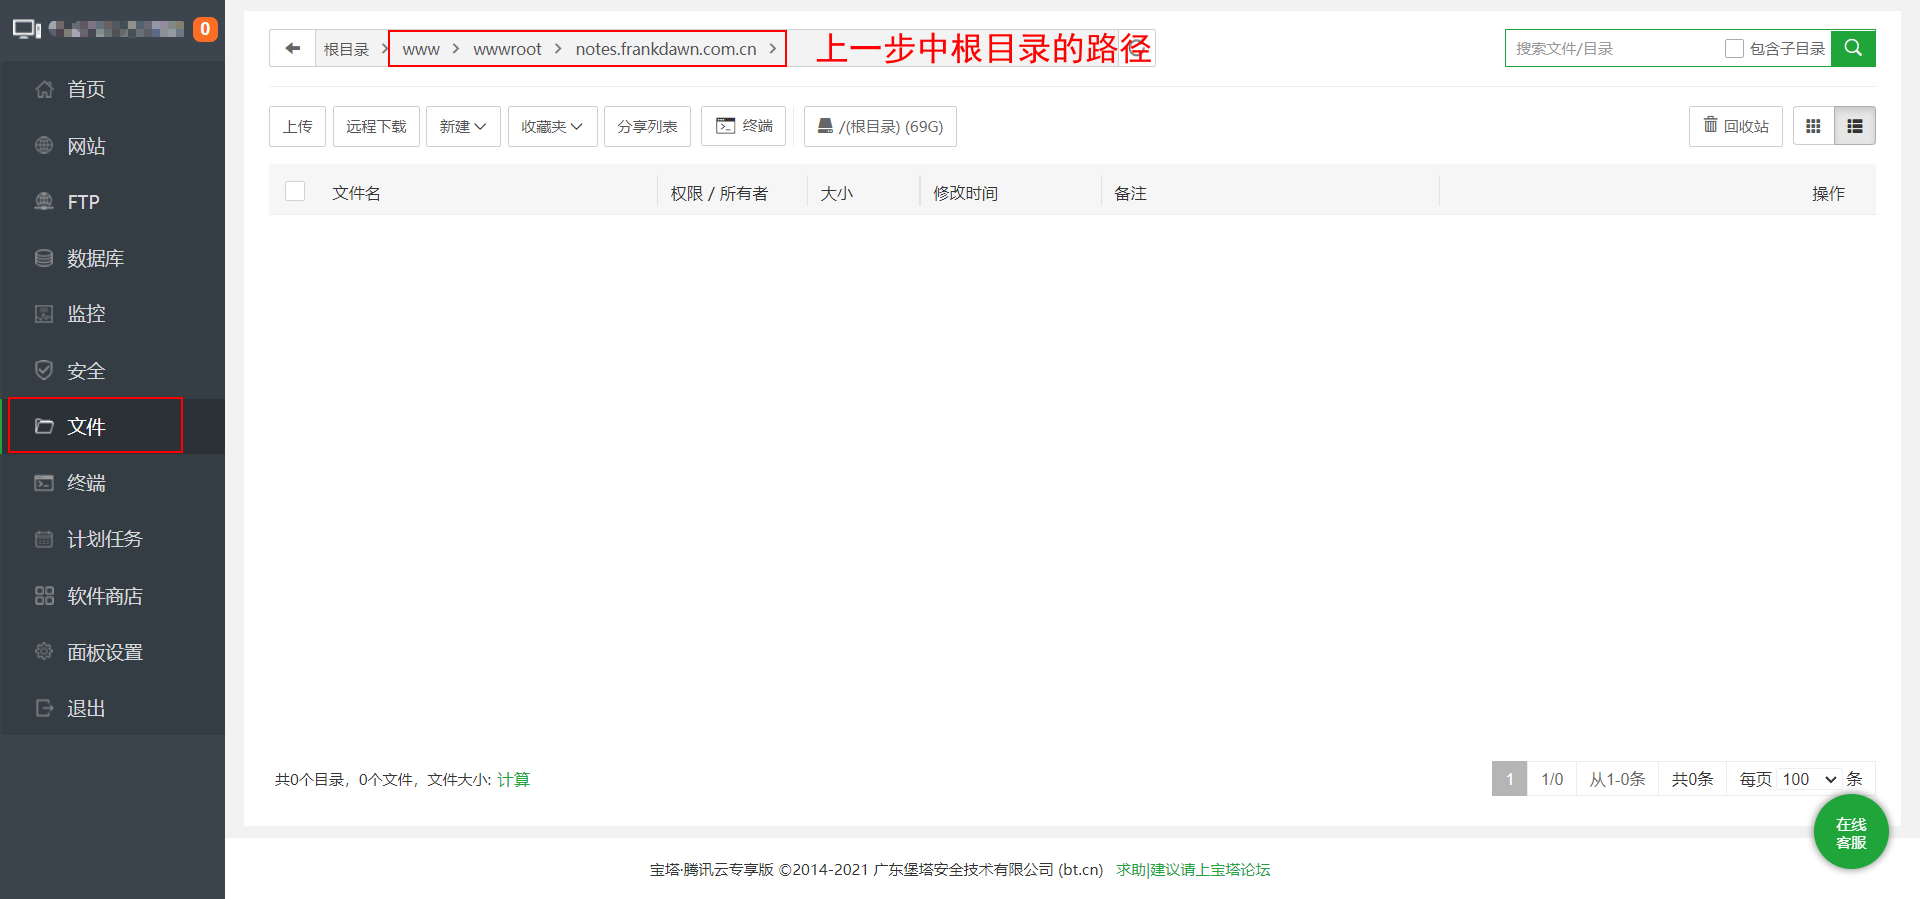 0
首页
网站
FTP
数据库
监控
安全
文件
终端
计划任务
软件商店
面板设置
退出
根目录 > www > wwwroot > notes.frankdawn.com.cn > 上一步中根目录的路径
搜索文件/目录 包含子目录
上传 远程下载 新建 收藏夹 分享列表 终端 /(根目录) (69G) 回收站
文件名 权限 / 所有者 大小 修改时间 备注 操作
共0个目录，0个文件，文件大小: 计算
1 1/0 从1-0条 共0条 每页 100 条
在线
客服
宝塔·腾讯云专享版 ©2014-2021 广东堡塔安全技术有限公司 (bt.cn) 求助|建议请上宝塔论坛